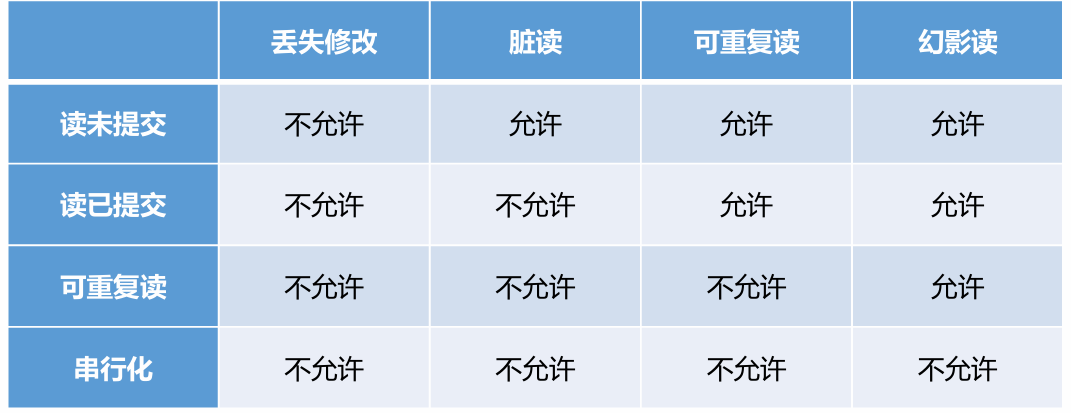 丢失修改 脏读 可重复读 幻影读
读未提交 不允许 允许 允许 允许
读已提交 不允许 不允许 允许 允许
可重复读 不允许 不允许 不允许 允许
串行化 不允许 不允许 不允许 不允许